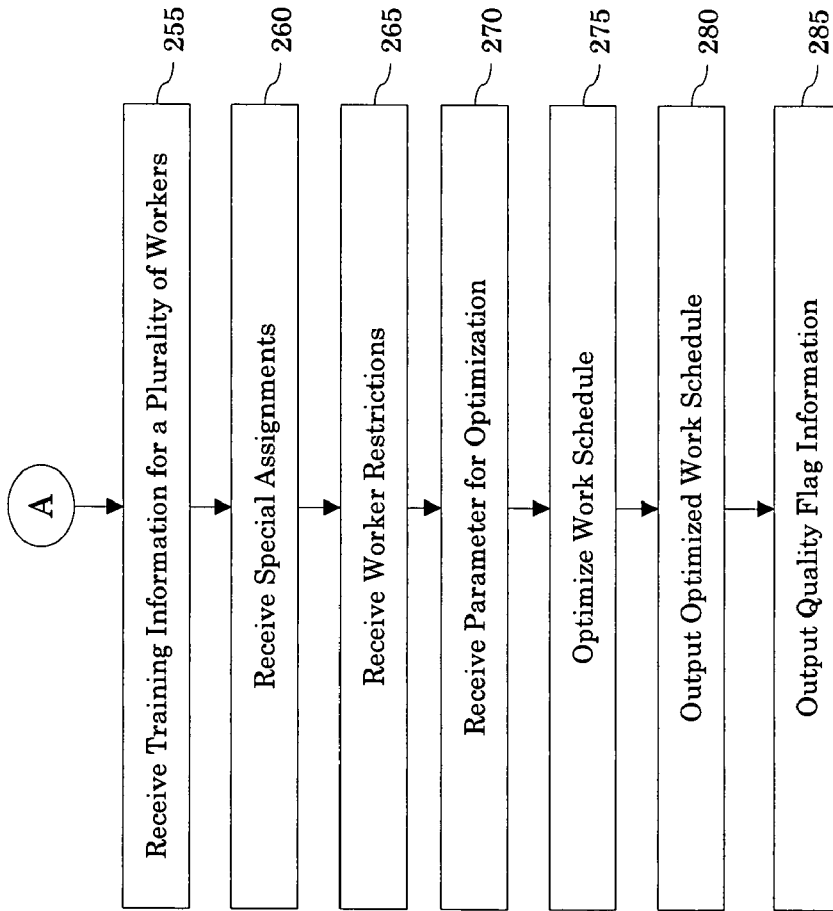 A
Receive Training Information for a Plurality of Workers
255
Receive Special Assignments
260
Receive Worker Restrictions
265
Receive Parameter for Optimization
270
Optimize Work Schedule
275
Output Optimized Work Schedule
280
Output Quality Flag Information
285